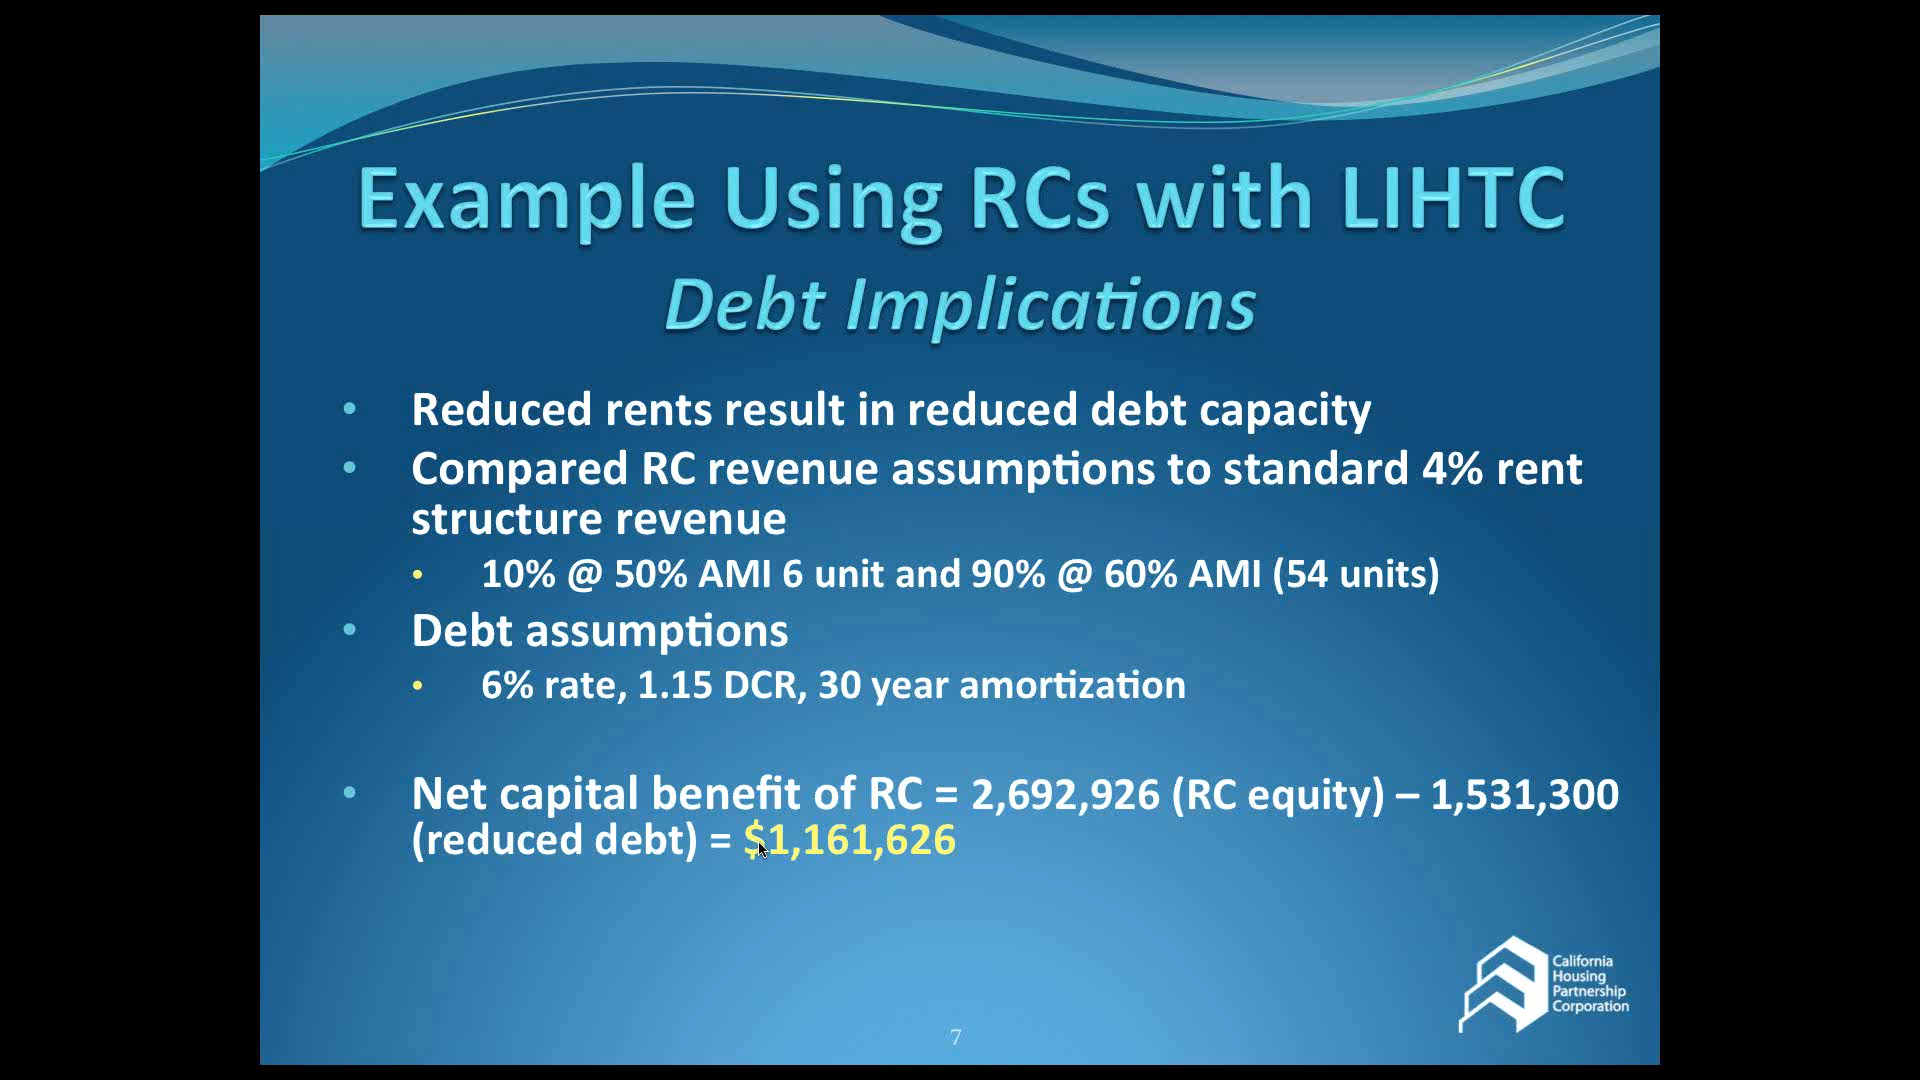 Example Using RCs with LIHTC
Debt Implications
• Reduced rents result in reduced debt capacity
• Compared RC revenue assumptions to standard 4% rent
structure revenue
• 10% @ 50% AMI 6 unit and 90% @ 60% AMI (54 units)
• Debt assumptions
• 6% rate, 1.15 DCR, 30 year amortization
• Net capital benefit of RC = 2,692,926 (RC equity) – 1,531,300
(reduced debt) = $1,161,626
California
Housing
Partnership
Corporation
7